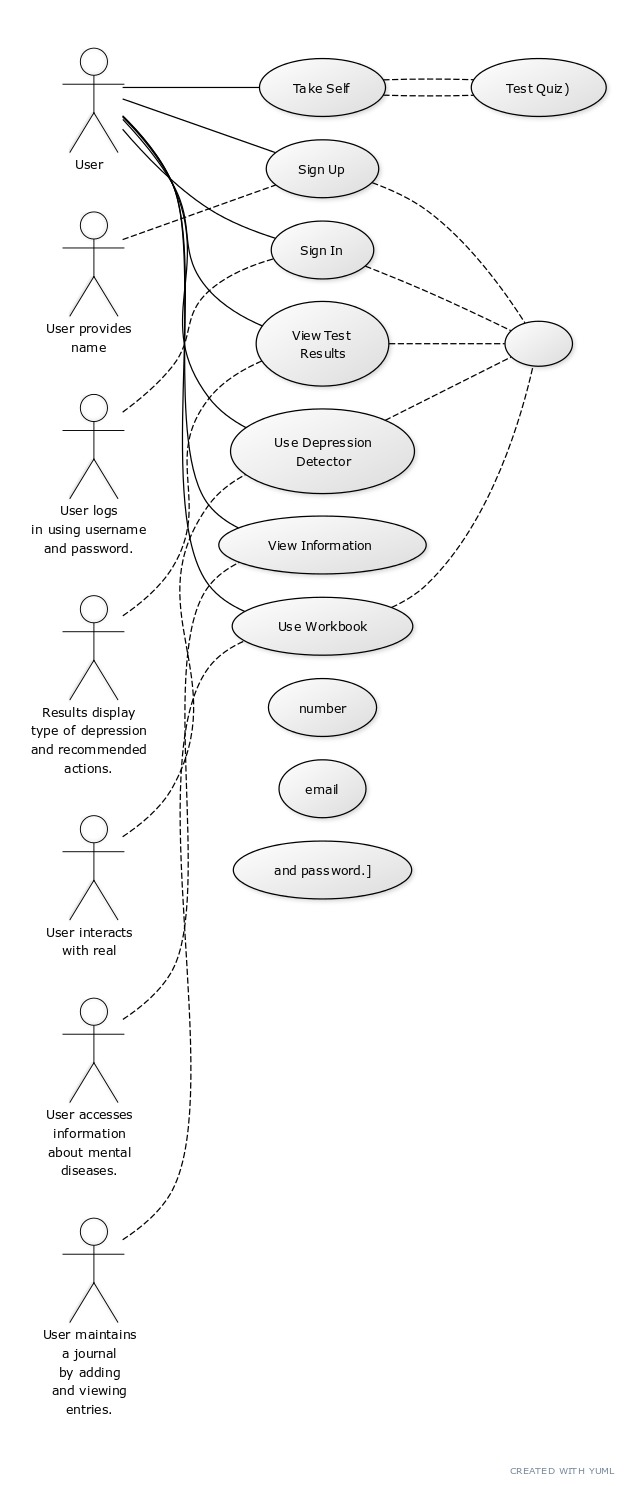 Take Self
Test Quiz)
User
Sign Up
Sign In
User provides
name
View Test
Results
Use Depression
Detector
User logs
in using username
and password.
View Information
Use Workbook
number
Results display
type of depression
and recommended
actions.
email
and password.]
User interacts
with real
User accesses
information
about mental
diseases.
User maintains
a journal
by adding
and viewing
entries.
CREATED WITH YUML